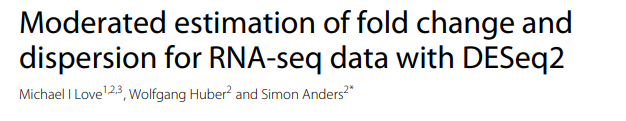 Moderated estimation of fold change and
dispersion for RNA-seq data with DESeq2
Michael I Love1,2,3, Wolfgang Huber2 and Simon Anders2*